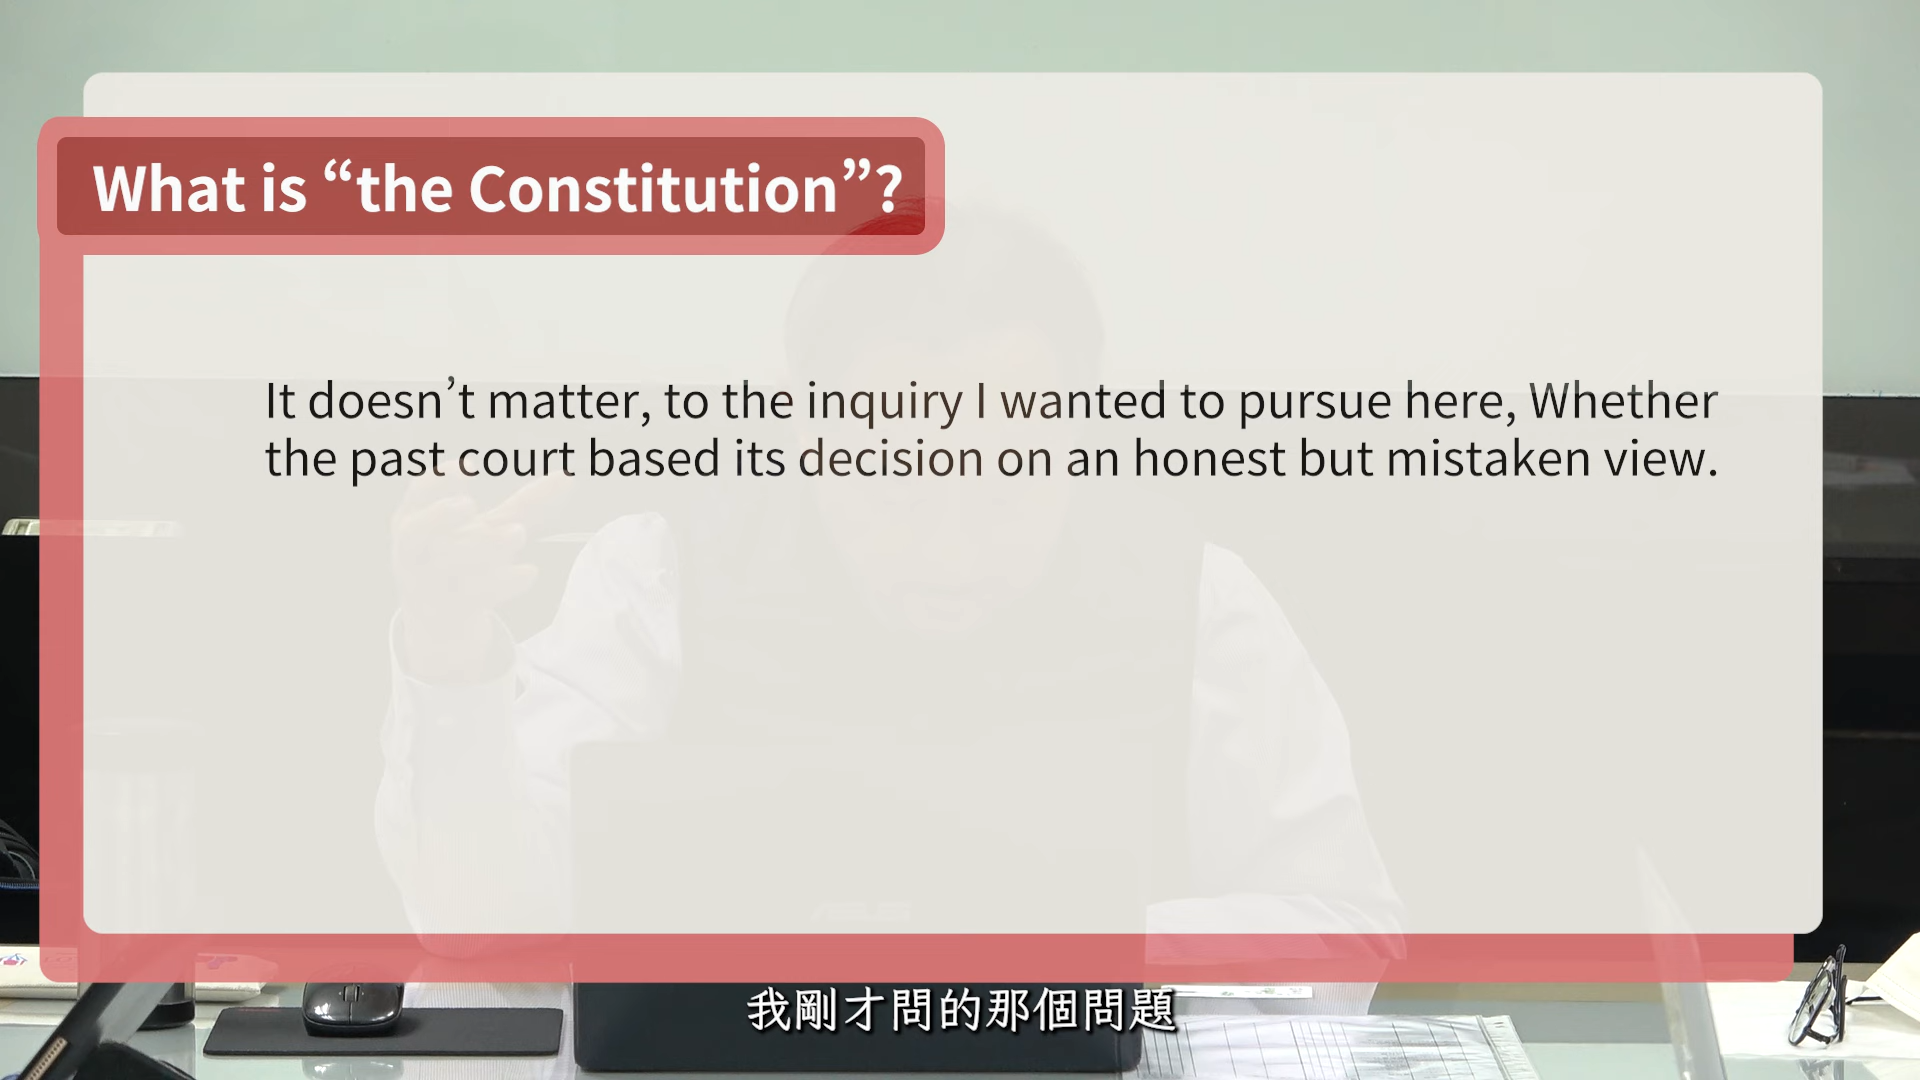 What is “the Constitution”?
It doesn’t matter, to the inquiry I wanted to pursue here, Whether
the past court based its decision on an honest but mistaken view.
我剛才問的那個問題